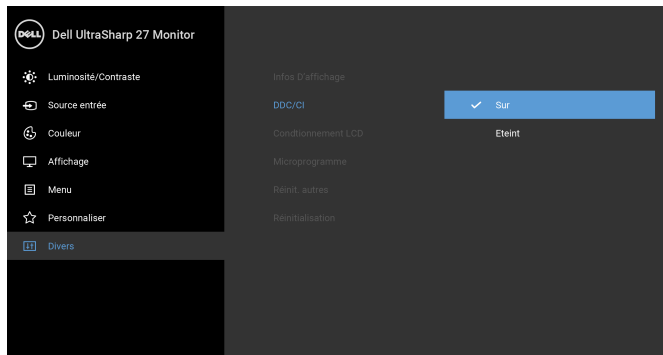 DELL Dell UltraSharp 27 Monitor
Luminosité/Contraste
Source entrée
Couleur
Affichage
Menu
Personnaliser
Divers
Infos D'affichage
DDC/CI
Condtionnement LCD
Microprogramme
Réinit. autres
Réinitialisation
Sur
Eteint